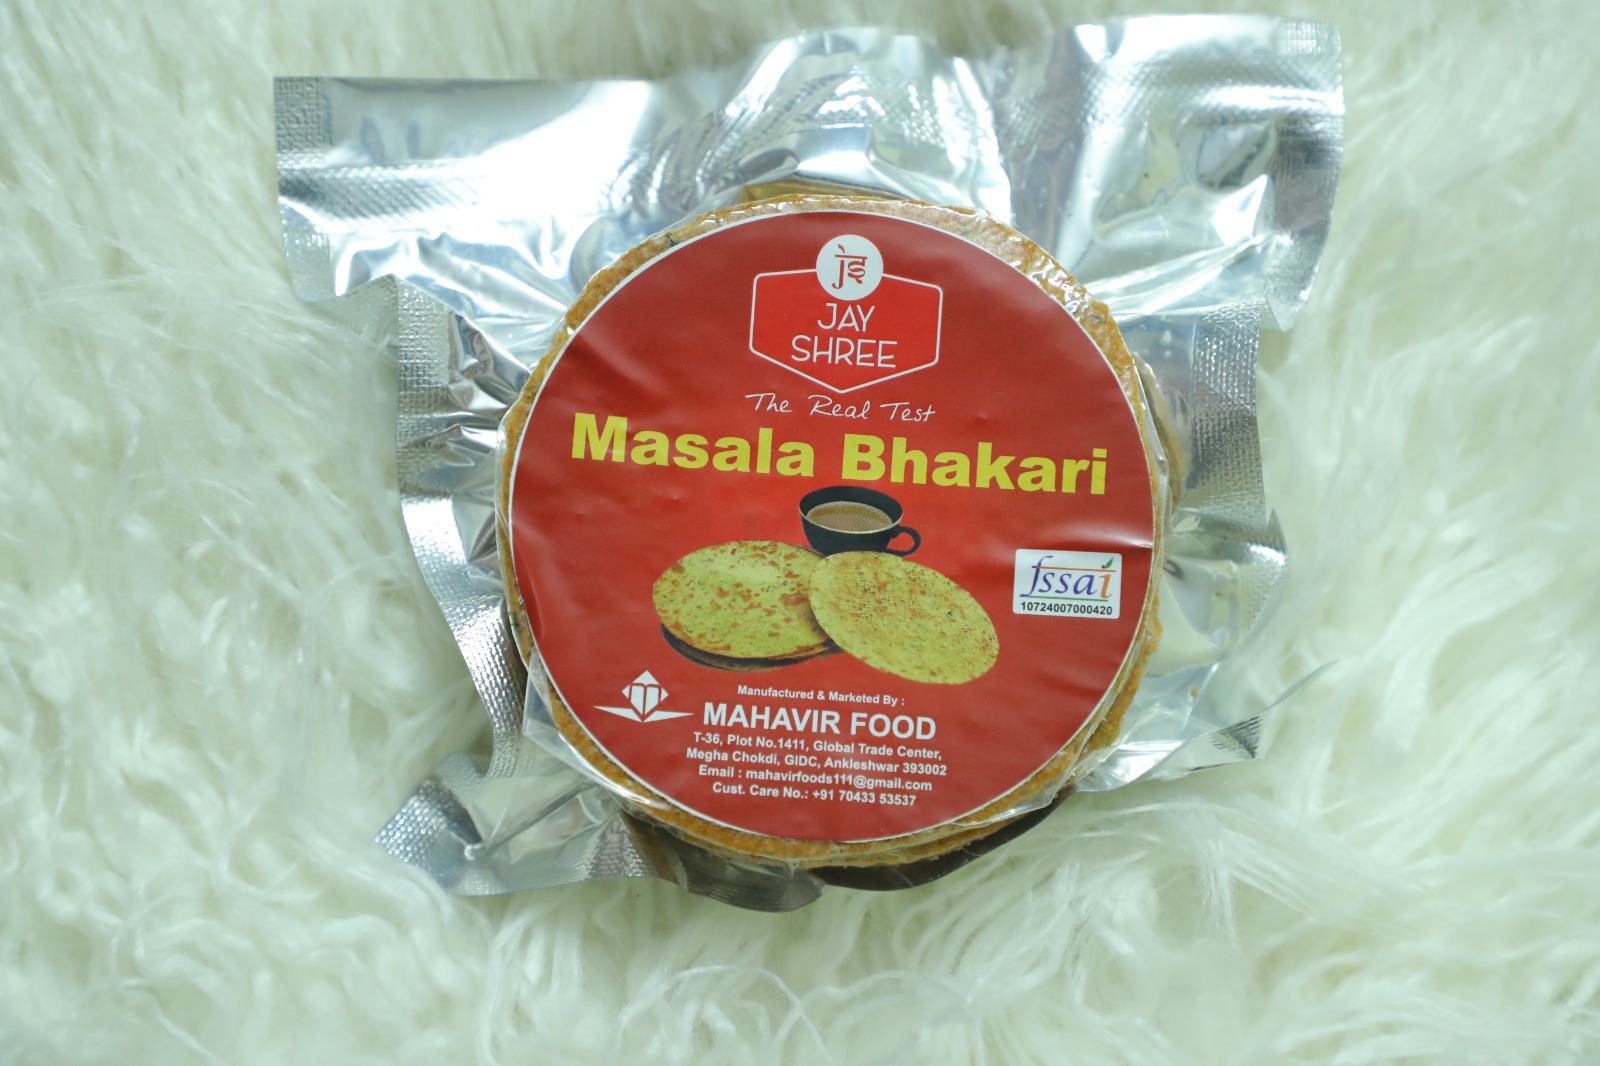 JAY
SHREE
The Real Test
Masala Bhakari
fssai
10724007000420
Manufactured & Marketed By :
MAHAVIR FOOD
T-36, Plot No.1411, Global Trade Center,
Megha Chokdi, GIDC, Ankleshwar 393002
Email : mahavirfoods111@gmail.com
Cust. Care No.: +91 70433 53537